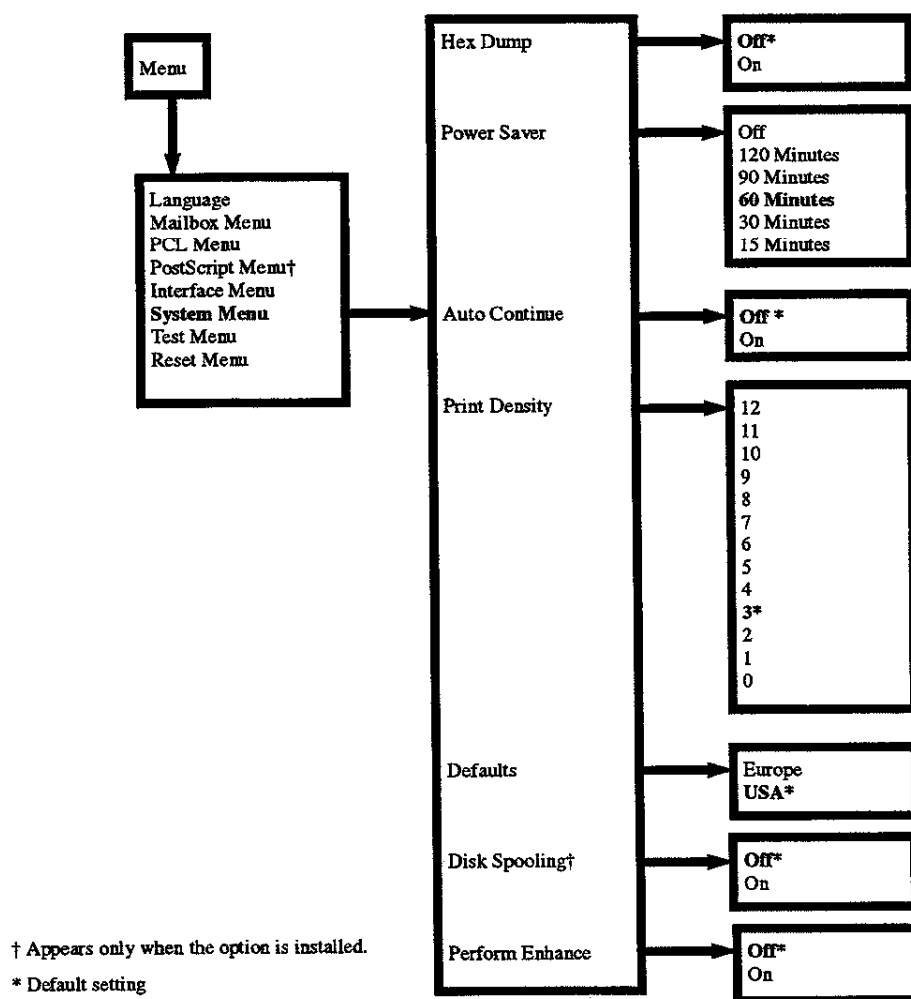 Menu
Language
Mailbox Menu
PCL Menu
PostScript Menu†
Interface Menu
System Menu
Test Menu
Reset Menu
Hex Dump
Off*
On
Power Saver
Off
120 Minutes
90 Minutes
60 Minutes
30 Minutes
15 Minutes
Auto Continue
Off *
On
Print Density
12
11
10
9
8
7
6
5
4
3*
2
1
0
Defaults
Europe
USA*
Disk Spooling†
Off*
On
Perform Enhance
Off*
On
† Appears only when the option is installed.
* Default setting